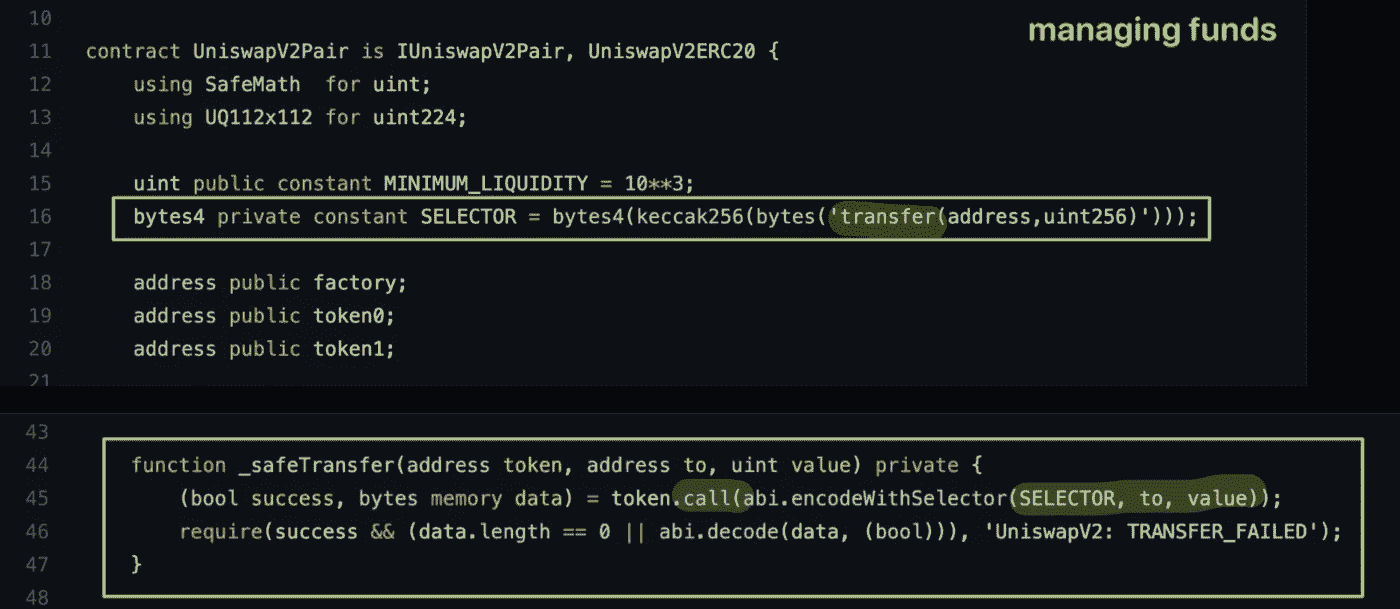 managing funds
10
11 contract UniswapV2Pair is IUniswapV2Pair, UniswapV2ERC20 {
12 using SafeMath  for uint;
13 using UQ112x112 for uint224;
14
15 uint public constant MINIMUM_LIQUIDITY = 10**3;
16 bytes4 private constant SELECTOR = bytes4(keccak256(bytes('transfer(address,uint256)')));
17
18 address public factory;
19 address public token0;
20 address public token1;
21
43
44 function _safeTransfer(address token, address to, uint value) private {
45 (bool success, bytes memory data) = token.call(abi.encodeWithSelector(SELECTOR, to, value));
46 require(success && (data.length == 0 || abi.decode(data, (bool))), 'UniswapV2: TRANSFER_FAILED');
47 }
48